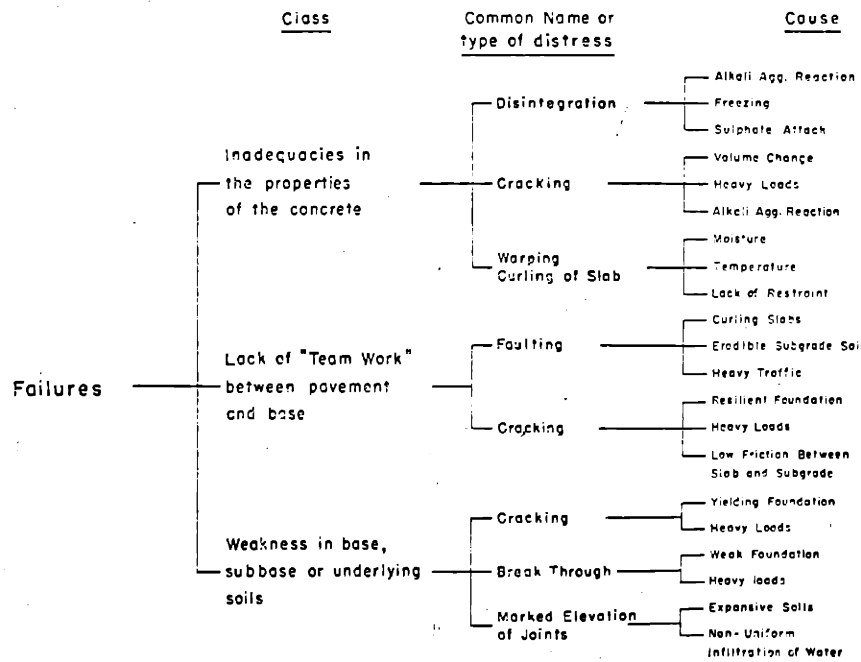 Class
Common Name or
type of distress
Cause
Failures
Inadequacies in
the properties
of the concrete
Disintegration
Alkali Agg. Reaction
Freezing
Sulphate Attack
Cracking
Volume Change
Heavy Loads
Alkali Agg. Reaction
Warping
Curling of Slab
Moisture
Temperature
Lack of Restraint
Lack of "Team Work"
between pavement
and base
Faulting
Curling Slabs
Erodible Subgrade Soi
Heavy Traffic
Cracking
Resilient Foundation
Heavy Loads
Low Friction Between
Slab and Subgrade
Weakness in base,
subbase or underlying
soils
Cracking
Yielding Foundation
Heavy Loads
Break Through
Weak Foundation
Heavy loads
Marked Elevation
of Joints
Expansive Soils
Non-Uniform
Infiltration of Water